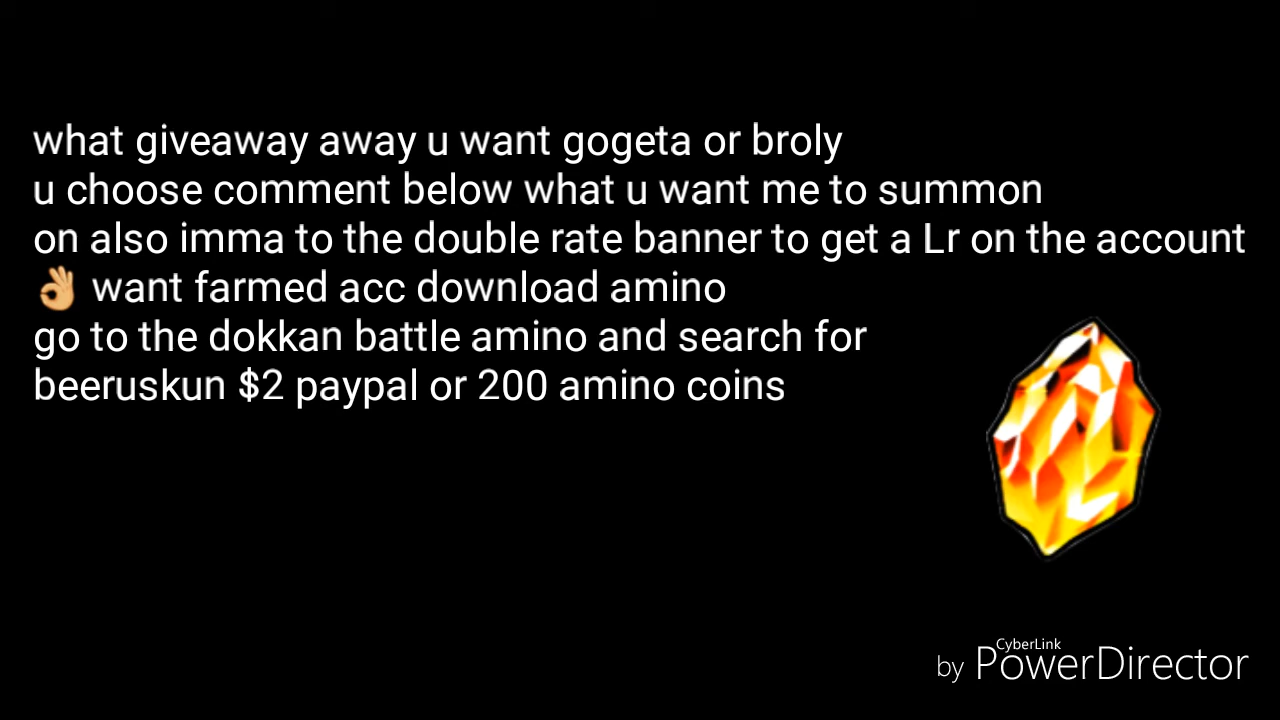 what giveaway away u want gogeta or broly
u choose comment below what u want me to summon
on also imma to the double rate banner to get a Lr on the account
👌🏼 want farmed acc download amino
go to the dokkan battle amino and search for
beeruskun $2 paypal or 200 amino coins
CyberLink
by PowerDirector